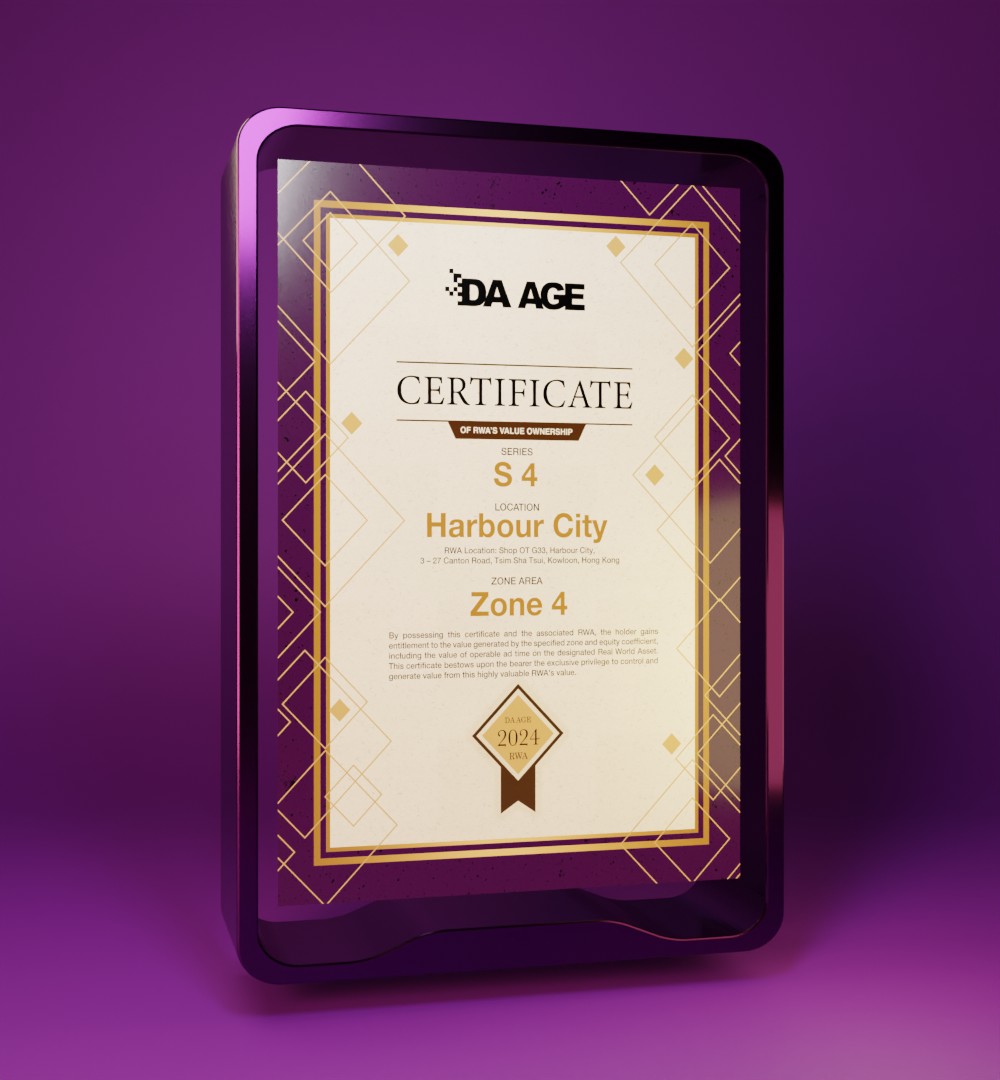 DA AGE
CERTIFICATE
OF RWA'S VALUE OWNERSHIP
SERIES
S 4
LOCATION
Harbour City
RWA Location: Shop OT G33, Harbour City,
3 – 27 Canton Road, Tsim Sha Tsui, Kowloon, Hong Kong
ZONE AREA
Zone 4
By possessing this certificate and the associated RWA, the holder gains
entitlement to the value generated by the specified zone and equity coefficient,
including the value of operable ad time on the designated Real World Asset.
This certificate bestows upon the bearer the exclusive privilege to control and
generate value from this highly valuable RWA's value.
DA AGE
2024
RWA